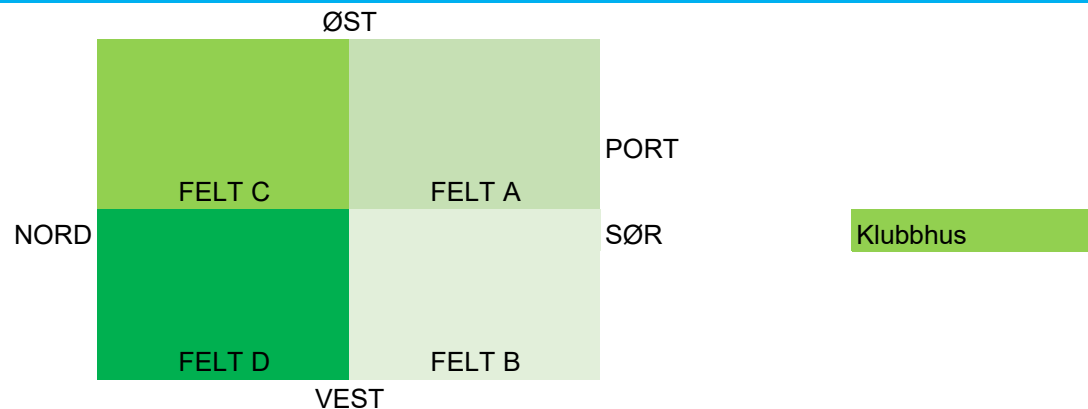 ØST
PORT
FELT C FELT A
NORD SØR Klubbhus
FELT D FELT B
VEST